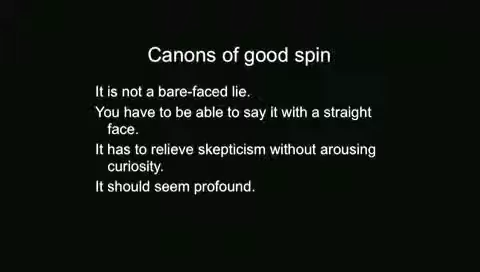 Canons of good spin
It is not a bare-faced lie.
You have to be able to say it with a straight
face.
It has to relieve skepticism without arousing
curiosity.
It should seem profound.